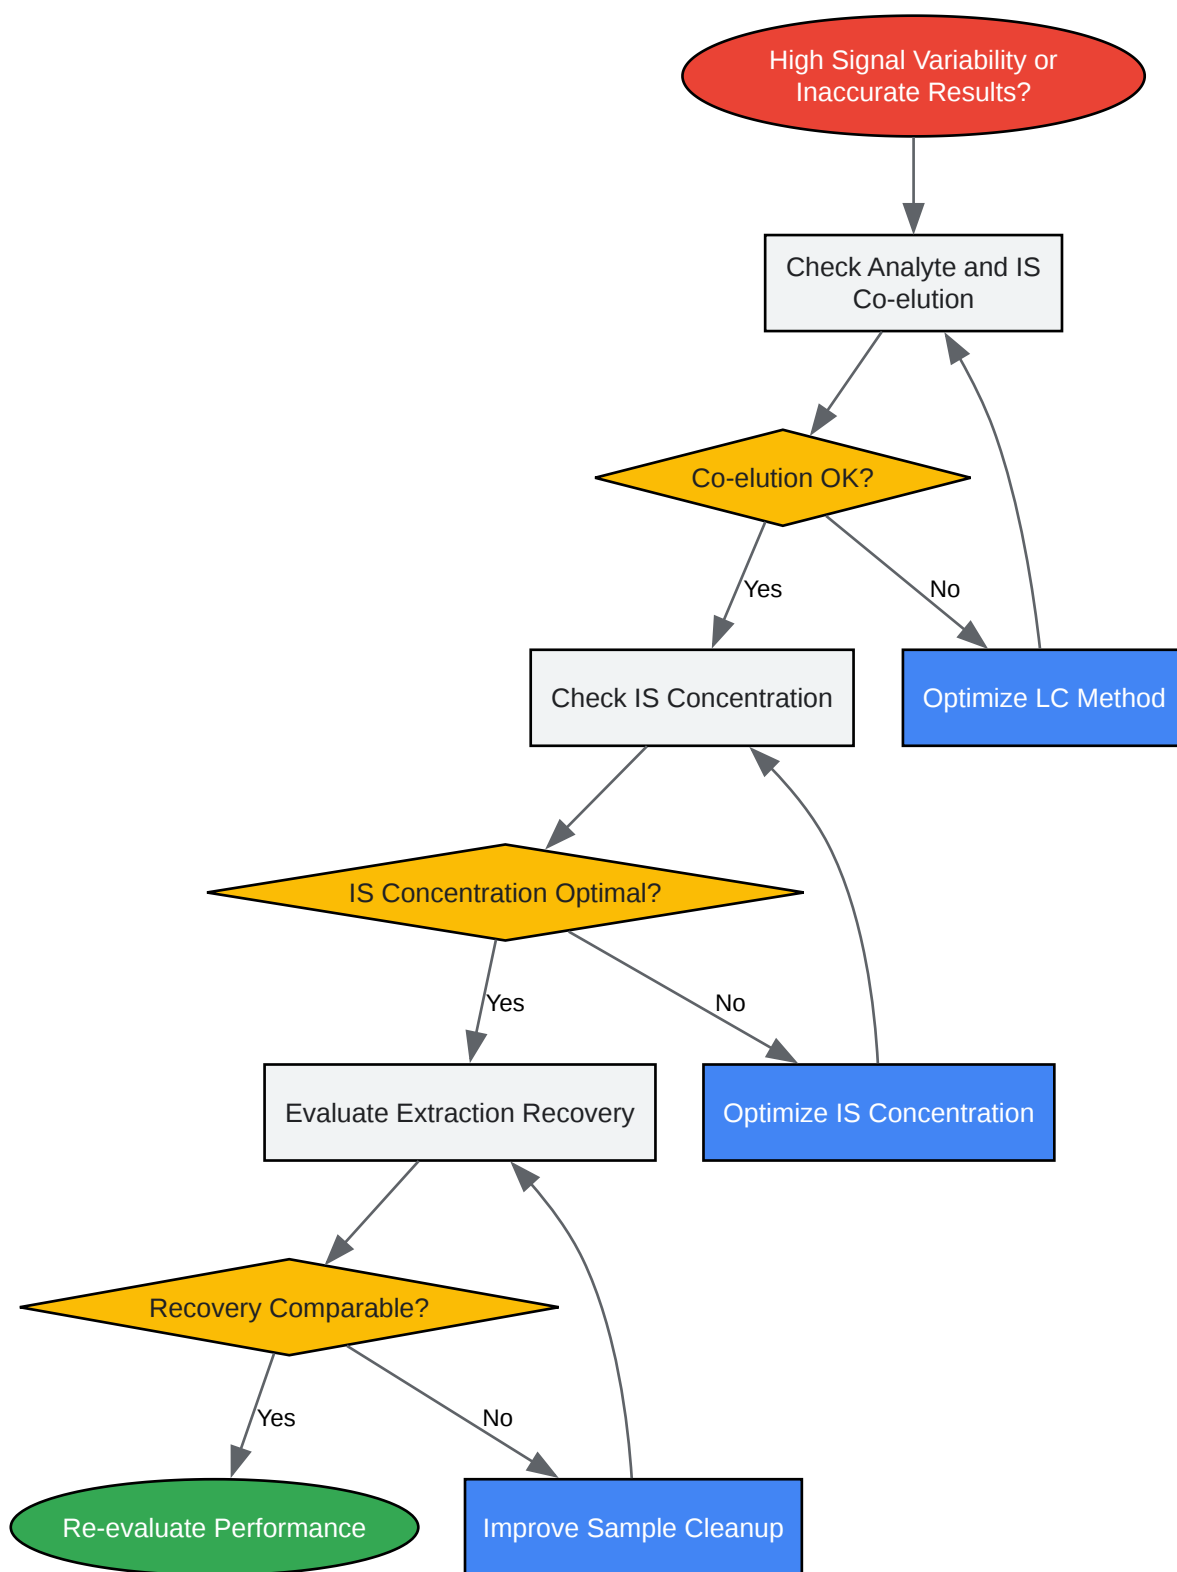 High Signal Variability or
Inaccurate Results?
Check Analyte and IS
Co-elution
Co-elution OK?
Yes
No
Check IS Concentration
Optimize LC Method
IS Concentration Optimal?
Yes
No
Evaluate Extraction Recovery
Optimize IS Concentration
Recovery Comparable?
Yes
No
Re-evaluate Performance
Improve Sample Cleanup